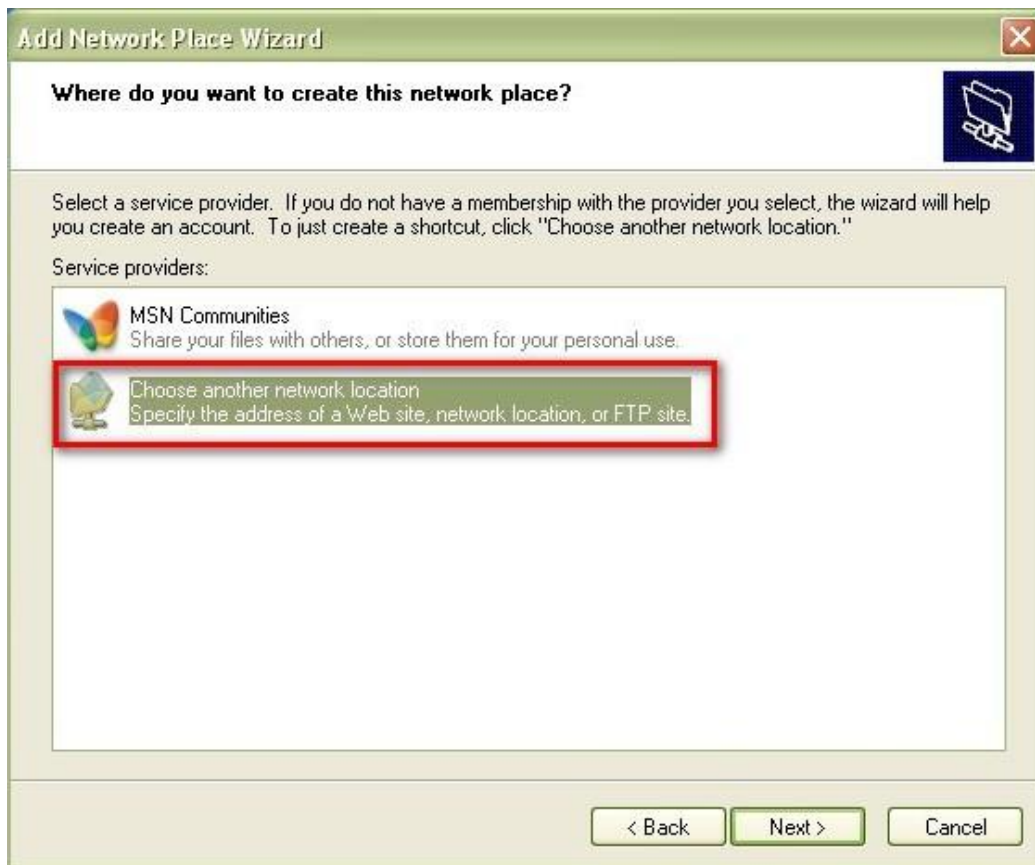 Add Network Place Wizard
Where do you want to create this network place?
Select a service provider.  If you do not have a membership with the provider you select, the wizard will help
you create an account.  To just create a shortcut, click "Choose another network location."
Service providers:
MSN Communities
Share your files with others, or store them for your personal use.
Choose another network location
Specify the address of a Web site, network location, or FTP site.
< Back
Next >
Cancel